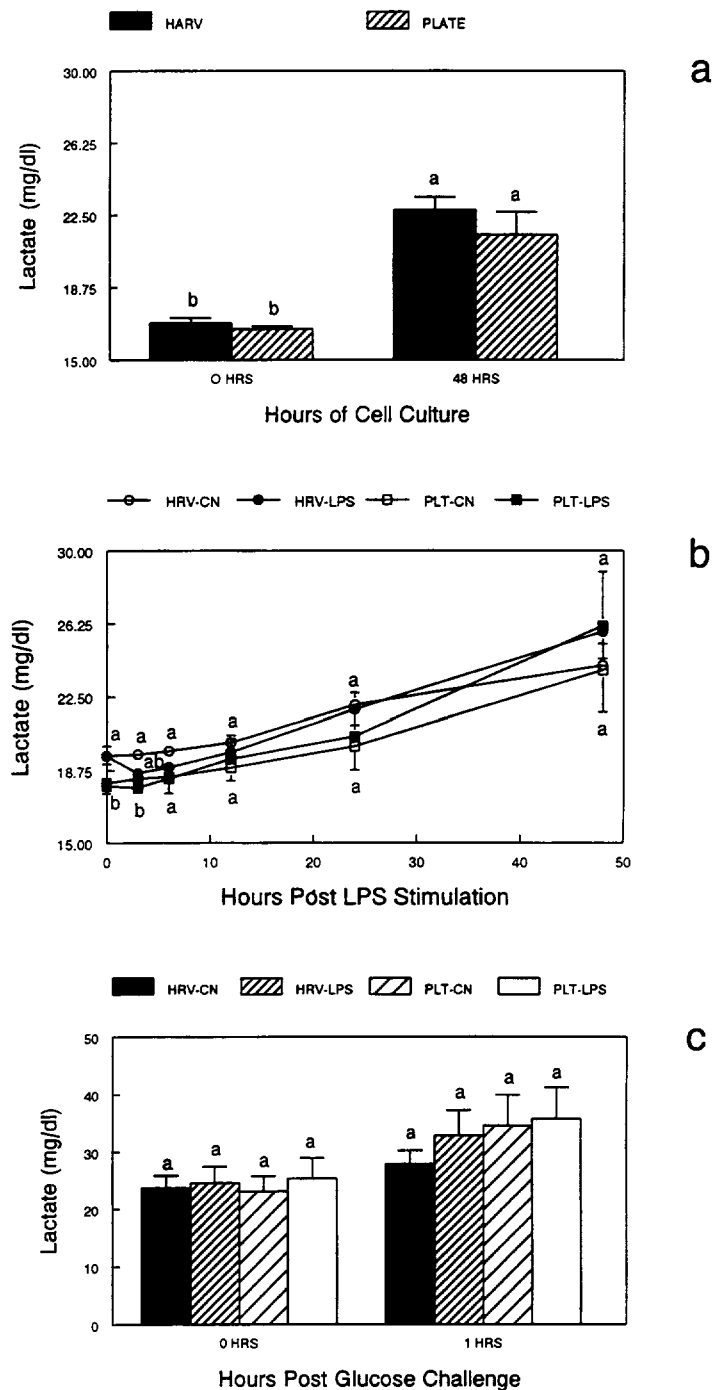 HARV PLATE
a
30.00
26.25
22.50
18.75
15.00
Lactate (mg/dl)
b b a a
O HRS 48 HRS
Hours of Cell Culture
HRV-CN HRV-LPS PLT-CN PLT-LPS
b
30.00
26.25
22.50
18.75
15.00
Lactate (mg/dl)
a a a a a a
ab
b b a a a a
0 10 20 30 40 50
Hours Post LPS Stimulation
HRV-CN HRV-LPS PLT-CN PLT-LPS
c
50
40
30
20
10
0
Lactate (mg/dl)
a a a a a a a a
0 HRS 1 HRS
Hours Post Glucose Challenge